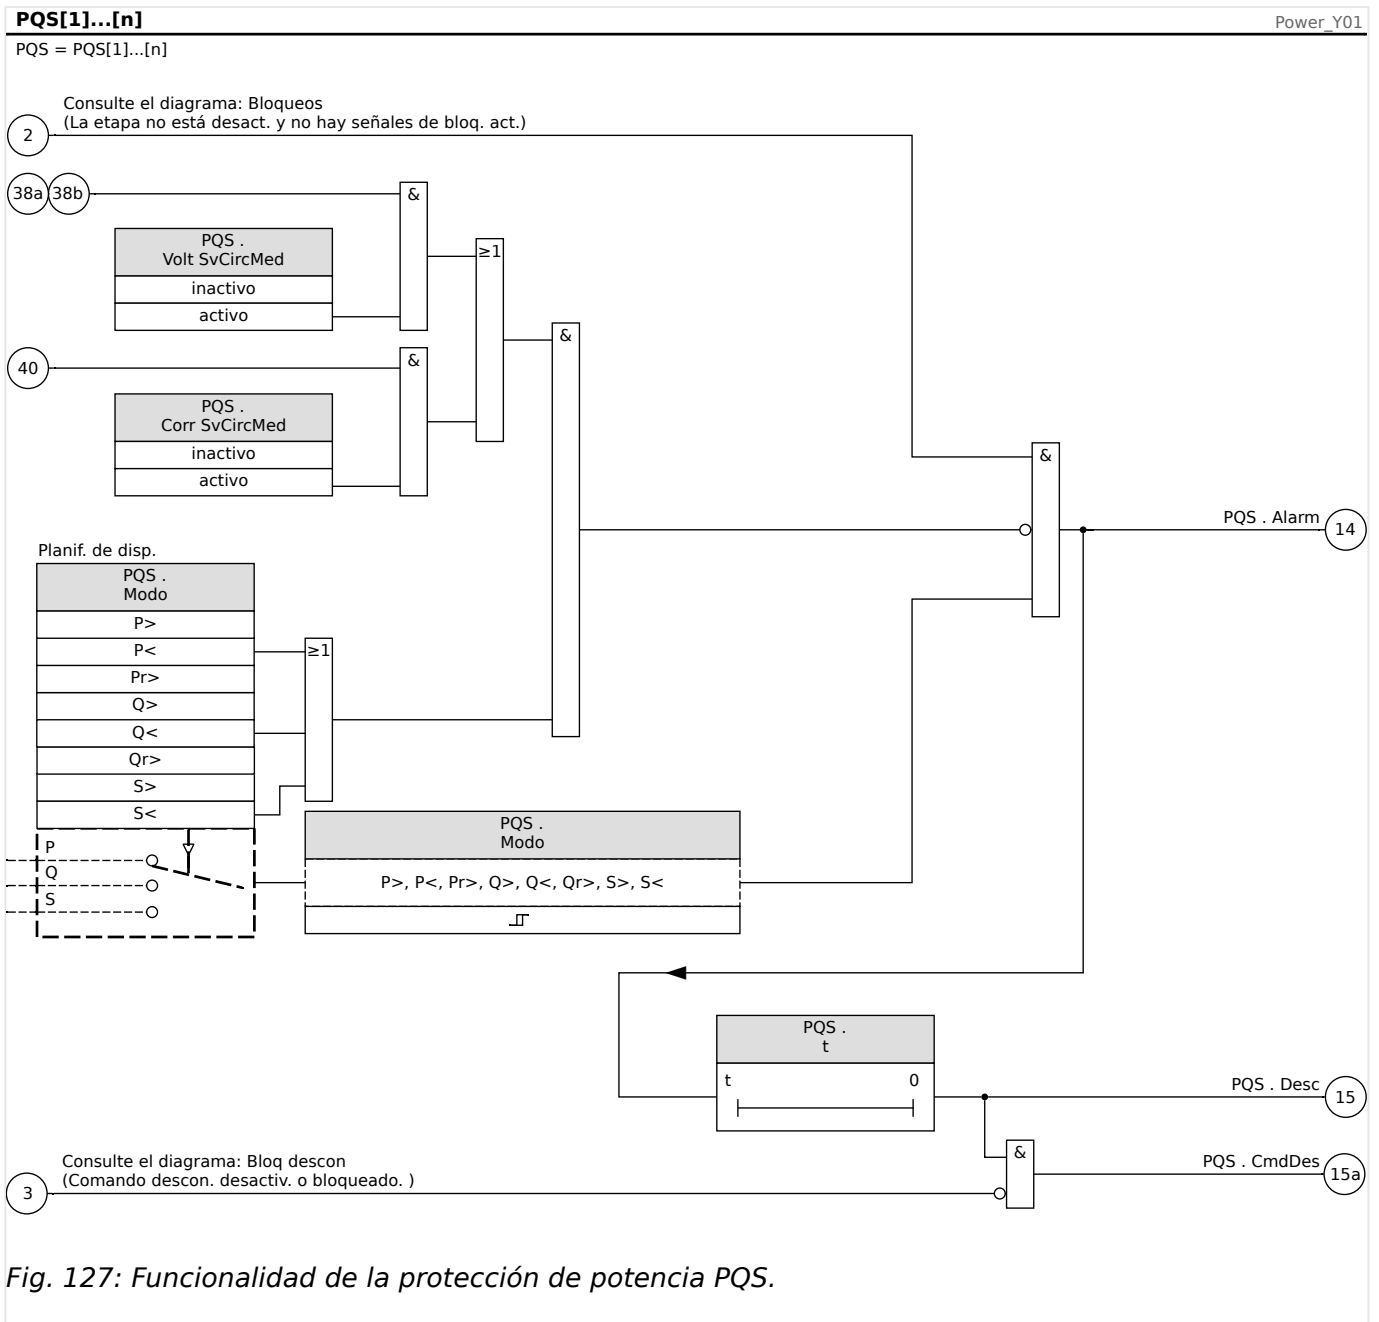 PQS[1]...[n]
Power_Y01
PQS = PQS[1]...[n]
Consulte el diagrama: Bloqueos
(La etapa no está desact. y no hay señales de bloq. act.)
2
38a 38b
&
PQS .
Volt SvCircMed
inactivo
activo
≥1
&
40
&
PQS .
Corr SvCircMed
inactivo
activo
&
PQS . Alarm
14
Planif. de disp.
PQS .
Modo
P>
P<
Pr>
Q>
Q<
Qr>
S>
S<
≥1
P
Q
S
PQS .
Modo
P>, P<, Pr>, Q>, Q<, Qr>, S>, S<
PQS .
t
t 0
PQS . Desc
15
Consulte el diagrama: Bloq descon
(Comando descon. desactiv. o bloqueado. )
3
&
PQS . CmdDes
15a
Fig. 127: Funcionalidad de la protección de potencia PQS.